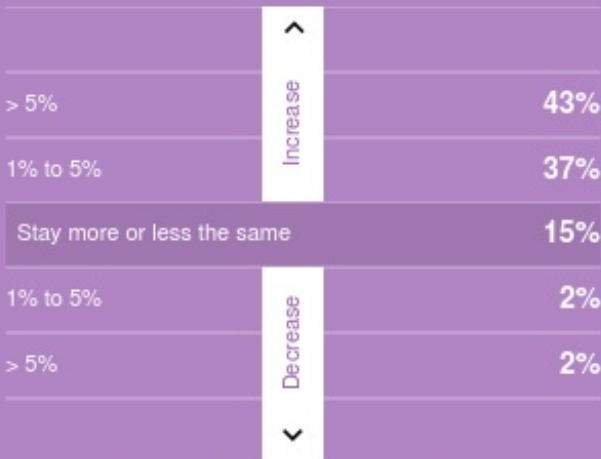 > 5%
43%
Increase
1% to 5%
37%
Stay more or less the same
15%
1% to 5%
2%
Decrease
> 5%
2%